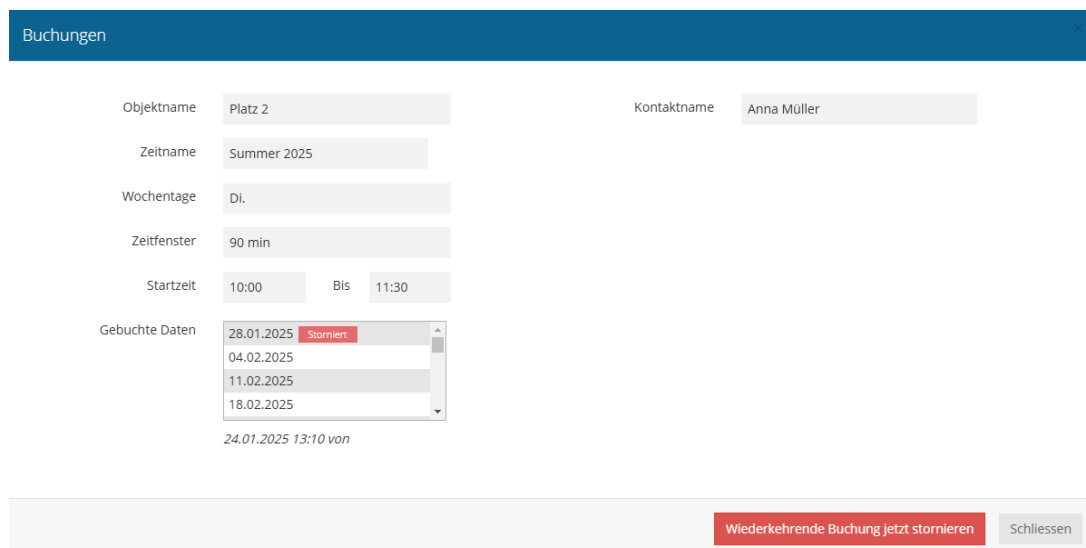 Buchungen
Objektname Platz 2 Kontaktname Anna Müller
Zeitname Summer 2025
Wochentage Di.
Zeitfenster 90 min
Startzeit 10:00 Bis 11:30
Gebuchte Daten 28.01.2025 Storniert
04.02.2025
11.02.2025
18.02.2025
24.01.2025 13:10 von
Wiederkehrende Buchung jetzt stornieren Schliessen